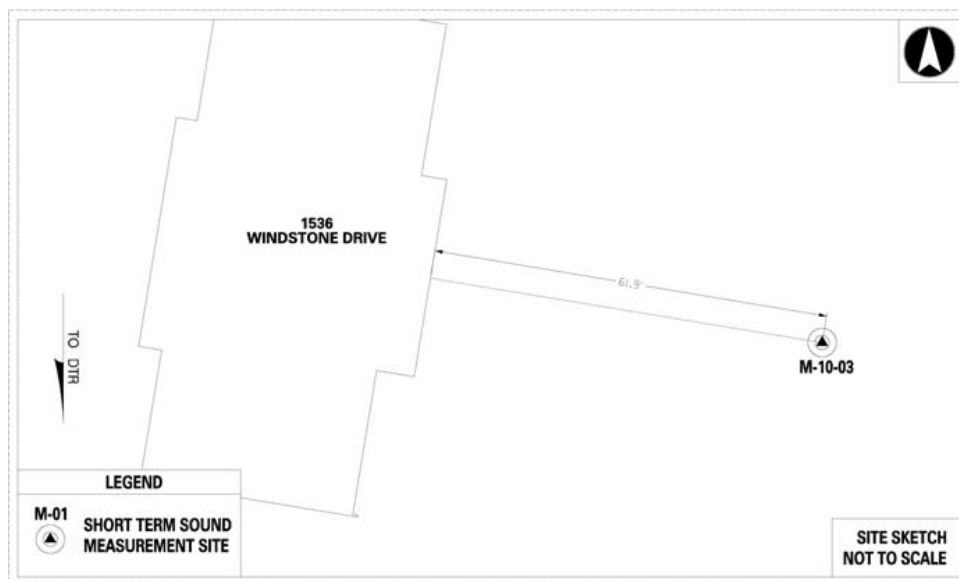 1536
WINDSTONE DRIVE
61.9'
M-10-03
TO DTR
LEGEND
M-01
SHORT TERM SOUND
MEASUREMENT SITE
SITE SKETCH
NOT TO SCALE